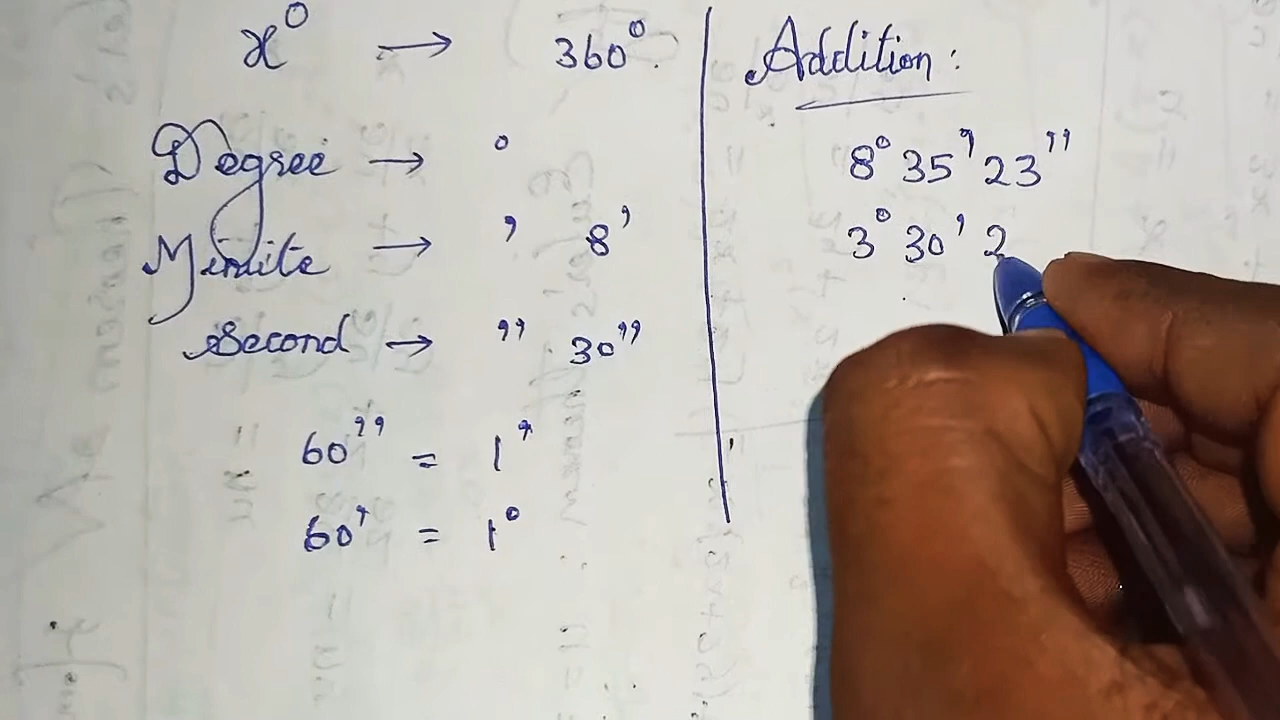 x° → 360°.
Degree → °
Minite → ' 8'
Second → '' 30''
60'' = 1'
60' = 1°
Addition :
8° 35' 23''
3° 30' 2